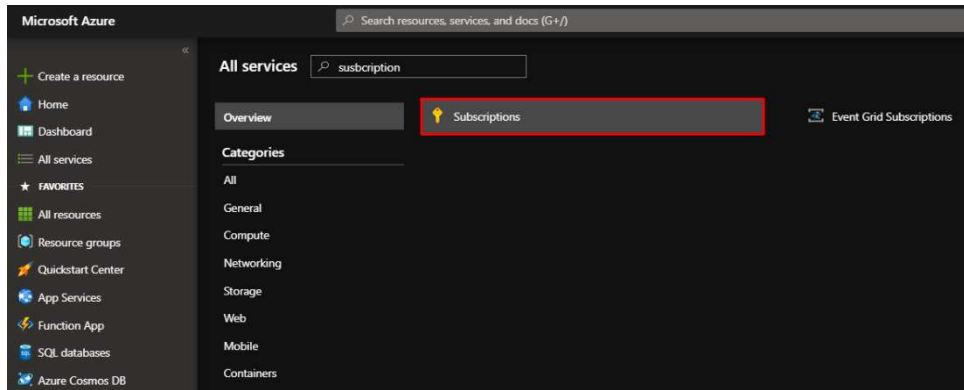 Microsoft Azure
Search resources, services, and docs (G+/)
«
Create a resource
Home
Dashboard
All services
FAVORITES
All resources
Resource groups
Quickstart Center
App Services
Function App
SQL databases
Azure Cosmos DB
All services
susbcription
Overview
Categories
All
General
Compute
Networking
Storage
Web
Mobile
Containers
Subscriptions
Event Grid Subscriptions